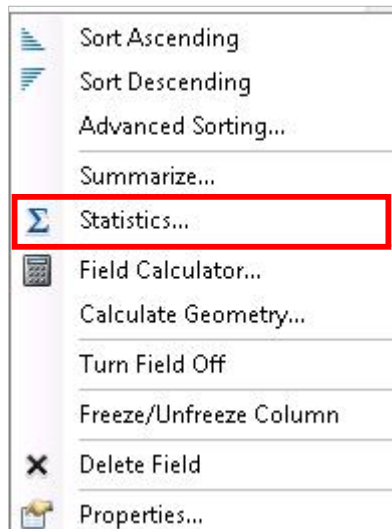 Sort Ascending
Sort Descending
Advanced Sorting...
Summarize...
Σ Statistics...
Field Calculator...
Calculate Geometry...
Turn Field Off
Freeze/Unfreeze Column
Delete Field
Properties...